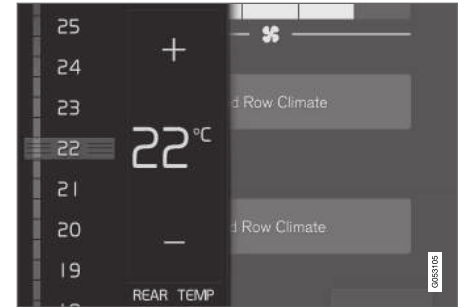 25
24
23
22
21
20
19
+
22°C
−
REAR TEMP
d Row Climate
d Row Climate
G053105